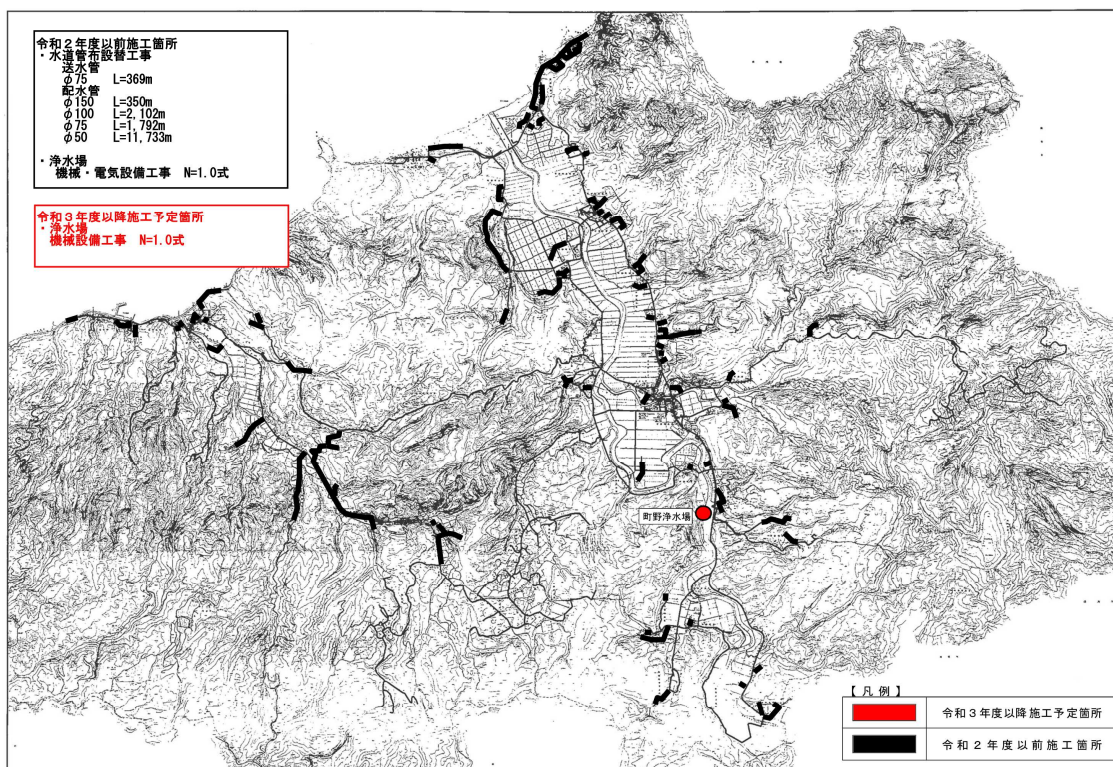 令和２年度以前施工箇所
・水道管布設替工事
送水管
φ75 L=369m
配水管
φ150 L=350m
φ100 L=2,102m
φ75 L=1,792m
φ50 L=11,733m
・浄水場
機械・電気設備工事 N=1.0式
令和３年度以降施工予定箇所
・浄水場
機械設備工事 N=1.0式
町野浄水場
【凡例】
令和３年度以降施工予定箇所
令和２年度以前施工箇所